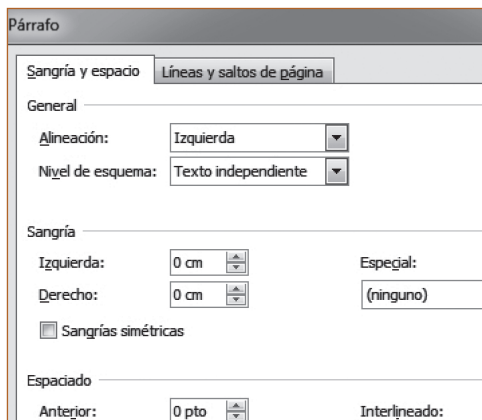 Párrafo
Sangría y espacio Líneas y saltos de página
General
Alineación: Izquierda
Nivel de esquema: Texto independiente
Sangría
Izquierda: 0 cm Especial:
Derecho: 0 cm (ninguno)
Sangrías simétricas
Espaciado
Anterior: 0 pto Interlineado: